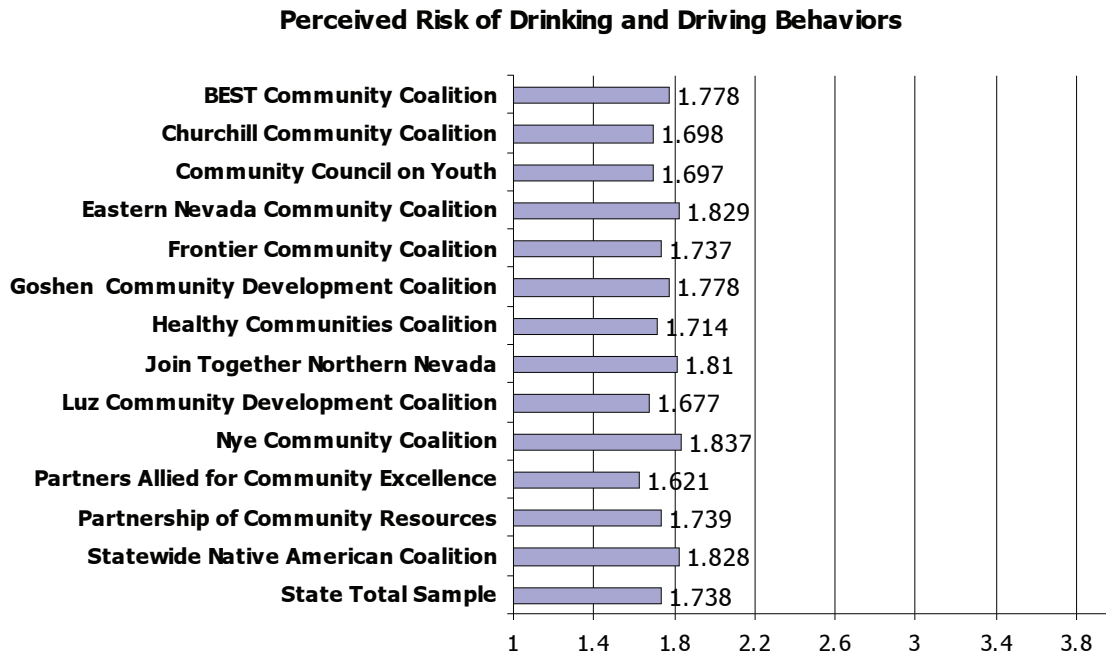 Perceived Risk of Drinking and Driving Behaviors
BEST Community Coalition 1.778
Churchill Community Coalition 1.698
Community Council on Youth 1.697
Eastern Nevada Community Coalition 1.829
Frontier Community Coalition 1.737
Goshen Community Development Coalition 1.778
Healthy Communities Coalition 1.714
Join Together Northern Nevada 1.81
Luz Community Development Coalition 1.677
Nye Community Coalition 1.837
Partners Allied for Community Excellence 1.621
Partnership of Community Resources 1.739
Statewide Native American Coalition 1.828
State Total Sample 1.738
1 1.4 1.8 2.2 2.6 3 3.4 3.8